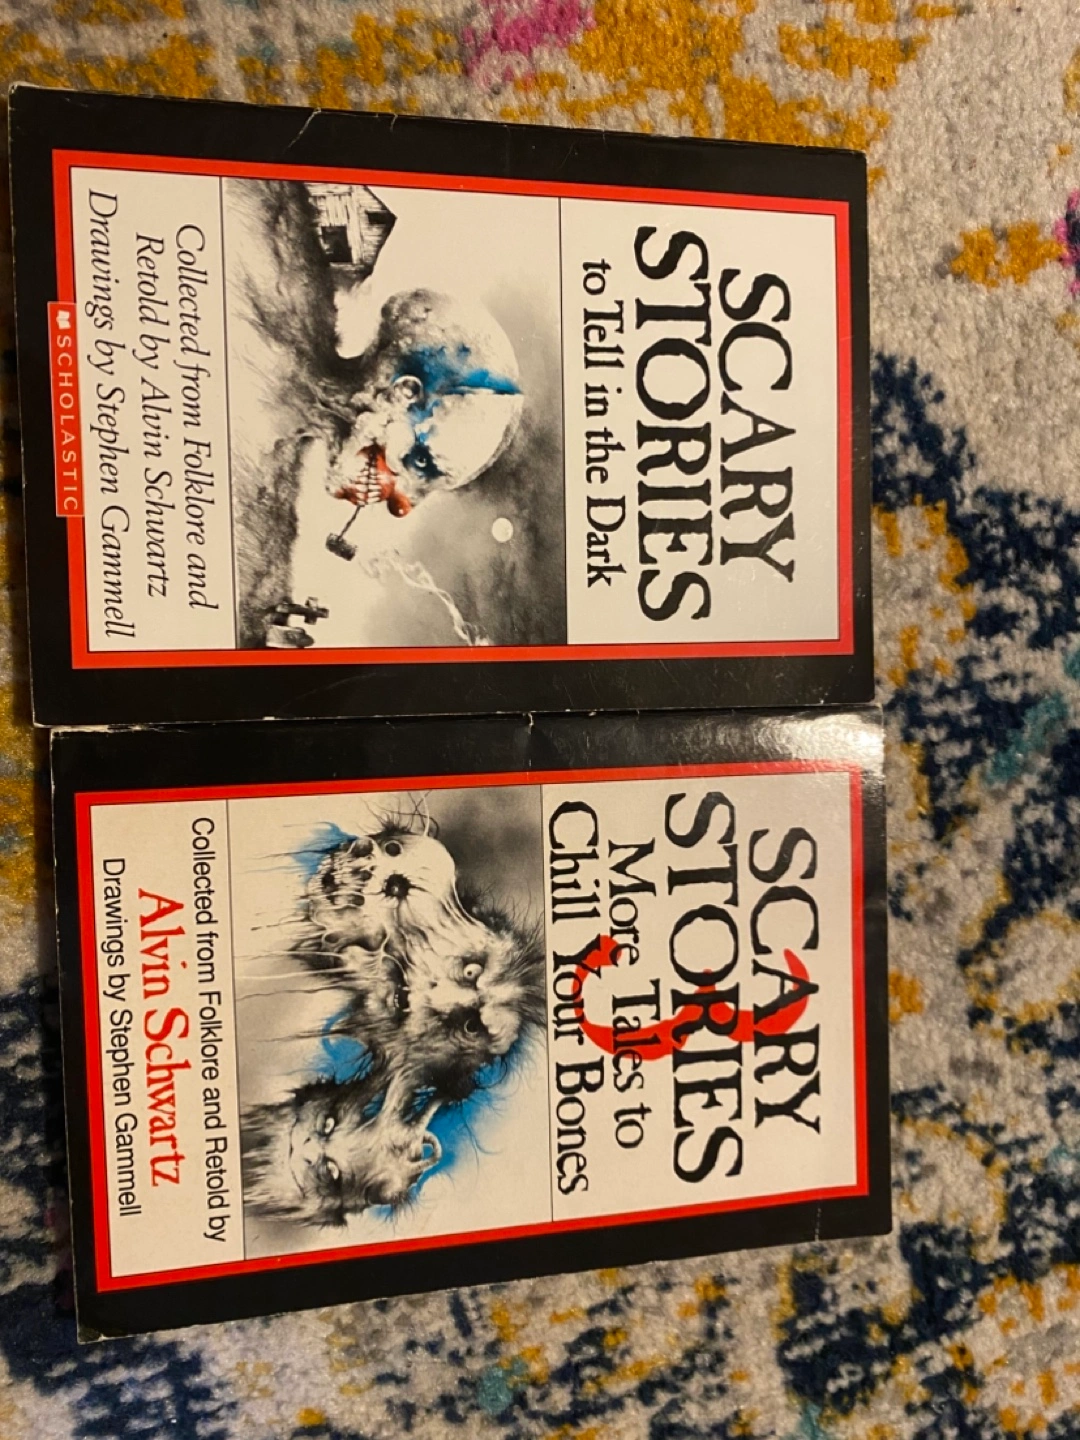 SCARY
STORIES
to Tell in the Dark
Collected from Folklore and
Retold by Alvin Schwartz
Drawings by Stephen Gammell
SCHOLASTIC
SCARY
STORIES
3
More Tales to
Chill Your Bones
Collected from Folklore and Retold by
Alvin Schwartz
Drawings by Stephen Gammell